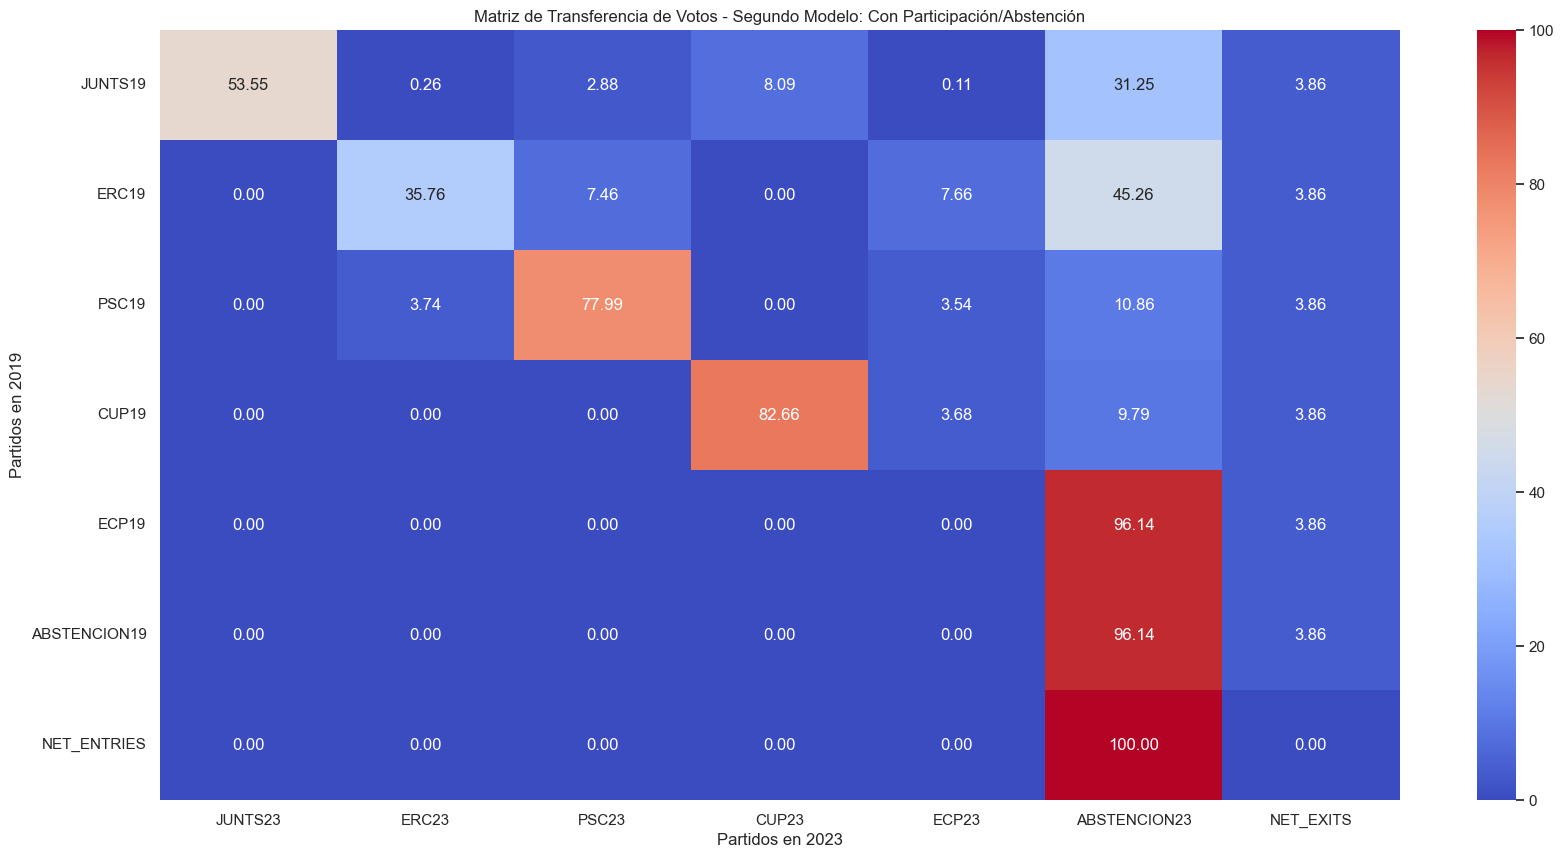 Matriz de Transferencia de Votos - Segundo Modelo: Con Participación/Abstención
JUNTS19 53.55 0.26 2.88 8.09 0.11 31.25 3.86
ERC19 0.00 35.76 7.46 0.00 7.66 45.26 3.86
PSC19 0.00 3.74 77.99 0.00 3.54 10.86 3.86
CUP19 0.00 0.00 0.00 82.66 3.68 9.79 3.86
ECP19 0.00 0.00 0.00 0.00 0.00 96.14 3.86
ABSTENCION19 0.00 0.00 0.00 0.00 0.00 96.14 3.86
NET_ENTRIES 0.00 0.00 0.00 0.00 0.00 100.00 0.00
JUNTS23 ERC23 PSC23 CUP23 ECP23 ABSTENCION23 NET_EXITS
Partidos en 2023
Partidos en 2019
100
80
60
40
20
0